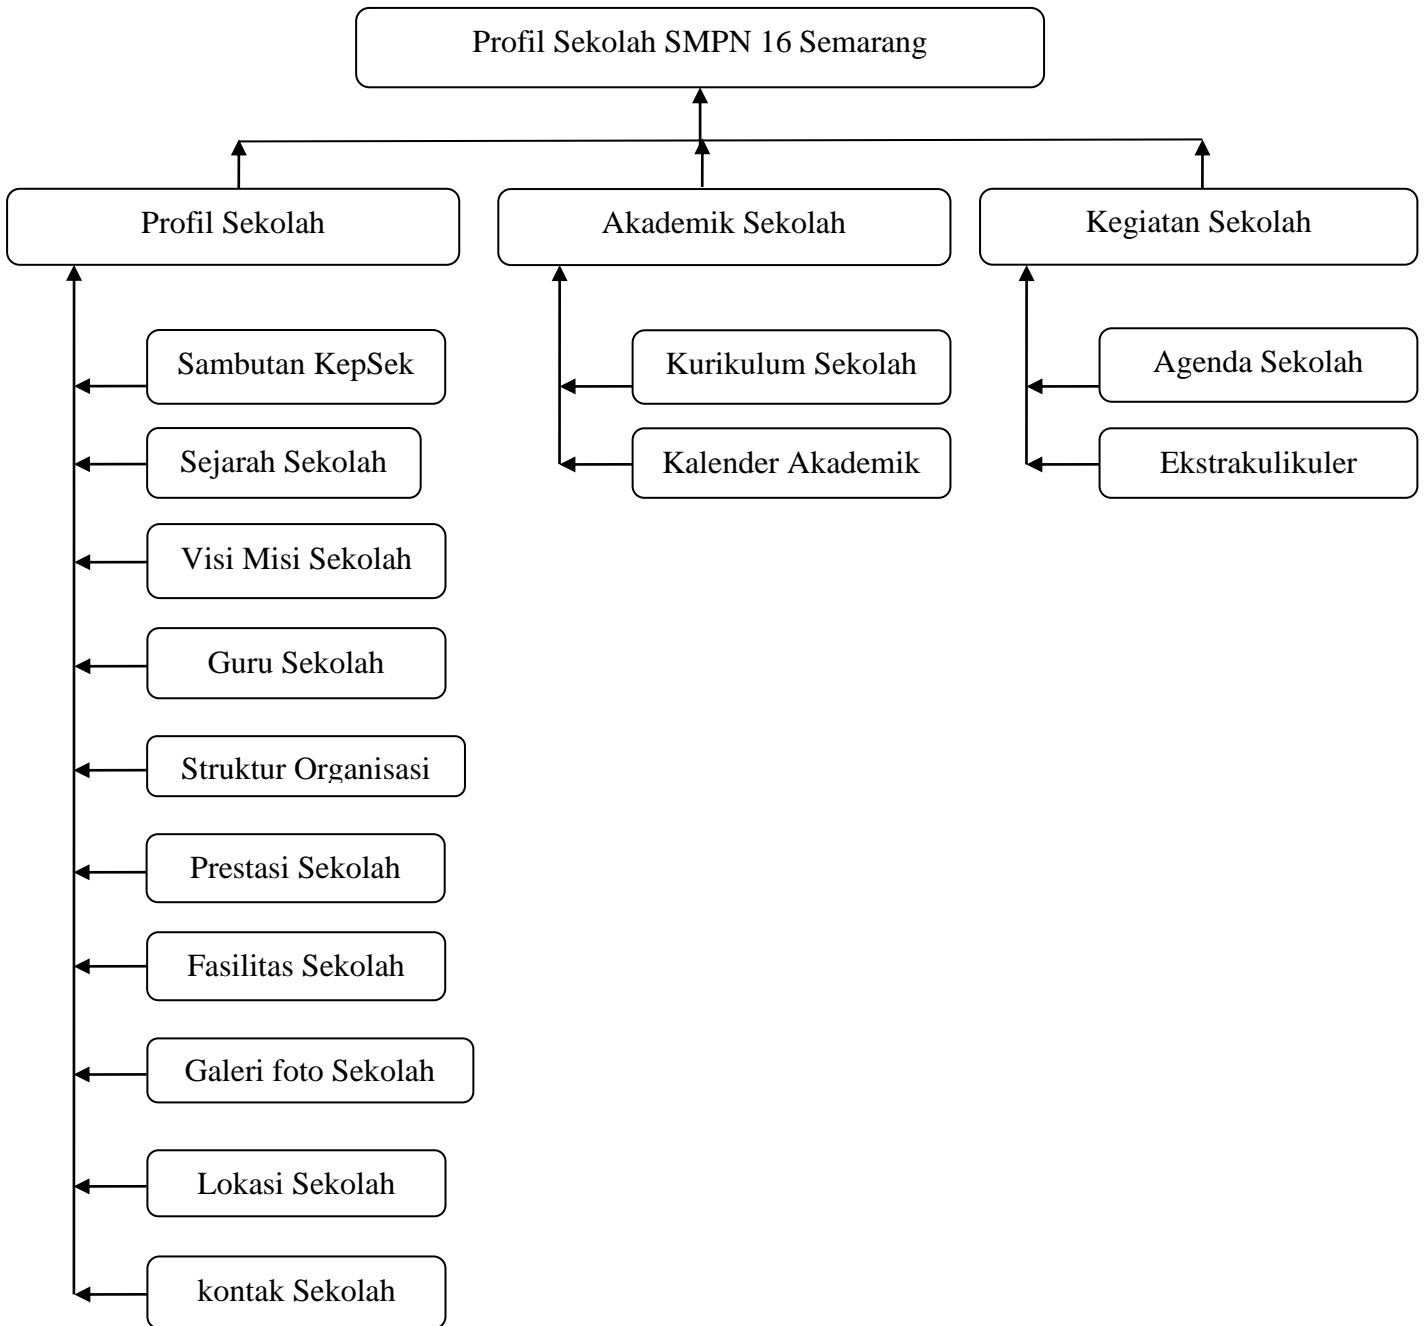 Profil Sekolah SMPN 16 Semarang
Profil Sekolah
Akademik Sekolah
Kegiatan Sekolah
Sambutan KepSek
Sejarah Sekolah
Visi Misi Sekolah
Guru Sekolah
Struktur Organisasi
Prestasi Sekolah
Fasilitas Sekolah
Galeri foto Sekolah
Lokasi Sekolah
kontak Sekolah
Kurikulum Sekolah
Kalender Akademik
Agenda Sekolah
Ekstrakulikuler